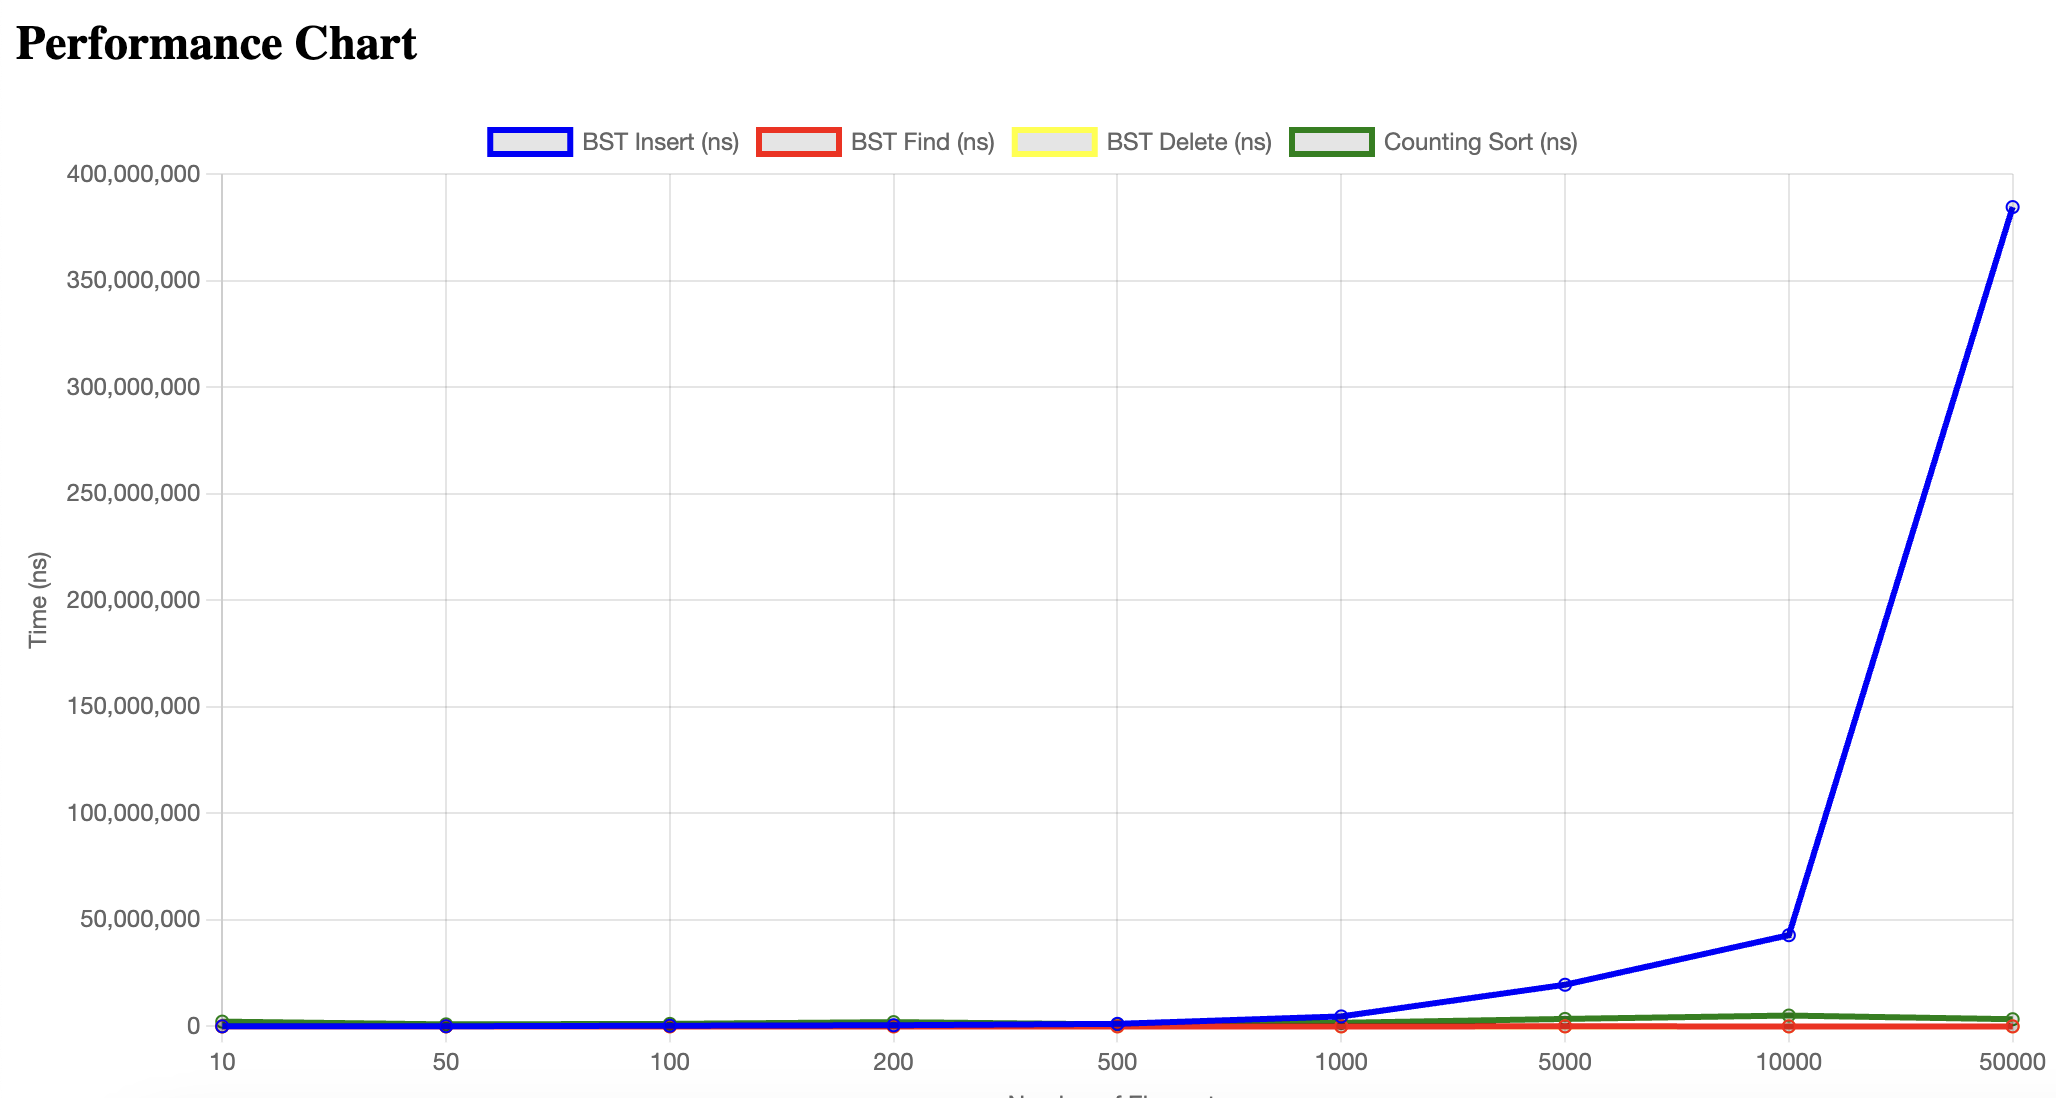 Performance Chart
BST Insert (ns) BST Find (ns) BST Delete (ns) Counting Sort (ns)
400,000,000
350,000,000
300,000,000
250,000,000
200,000,000
150,000,000
100,000,000
50,000,000
0
Time (ns)
10 50 100 200 500 1000 5000 10000 50000